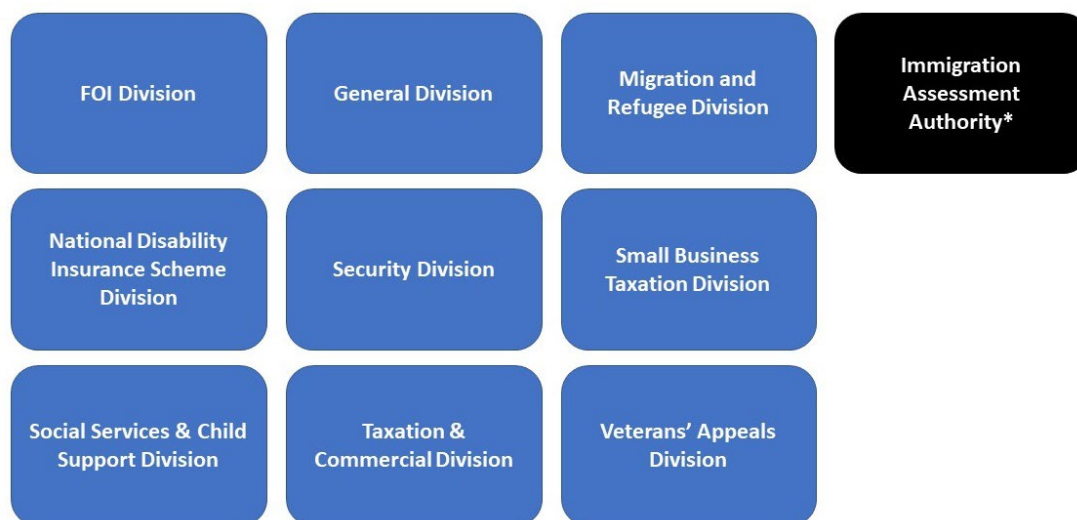 FOI Division
General Division
Migration and
Refugee Division
Immigration
Assessment
Authority*
National Disability
Insurance Scheme
Division
Security Division
Small Business
Taxation Division
Social Services & Child
Support Division
Taxation &
Commercial Division
Veterans’ Appeals
Division